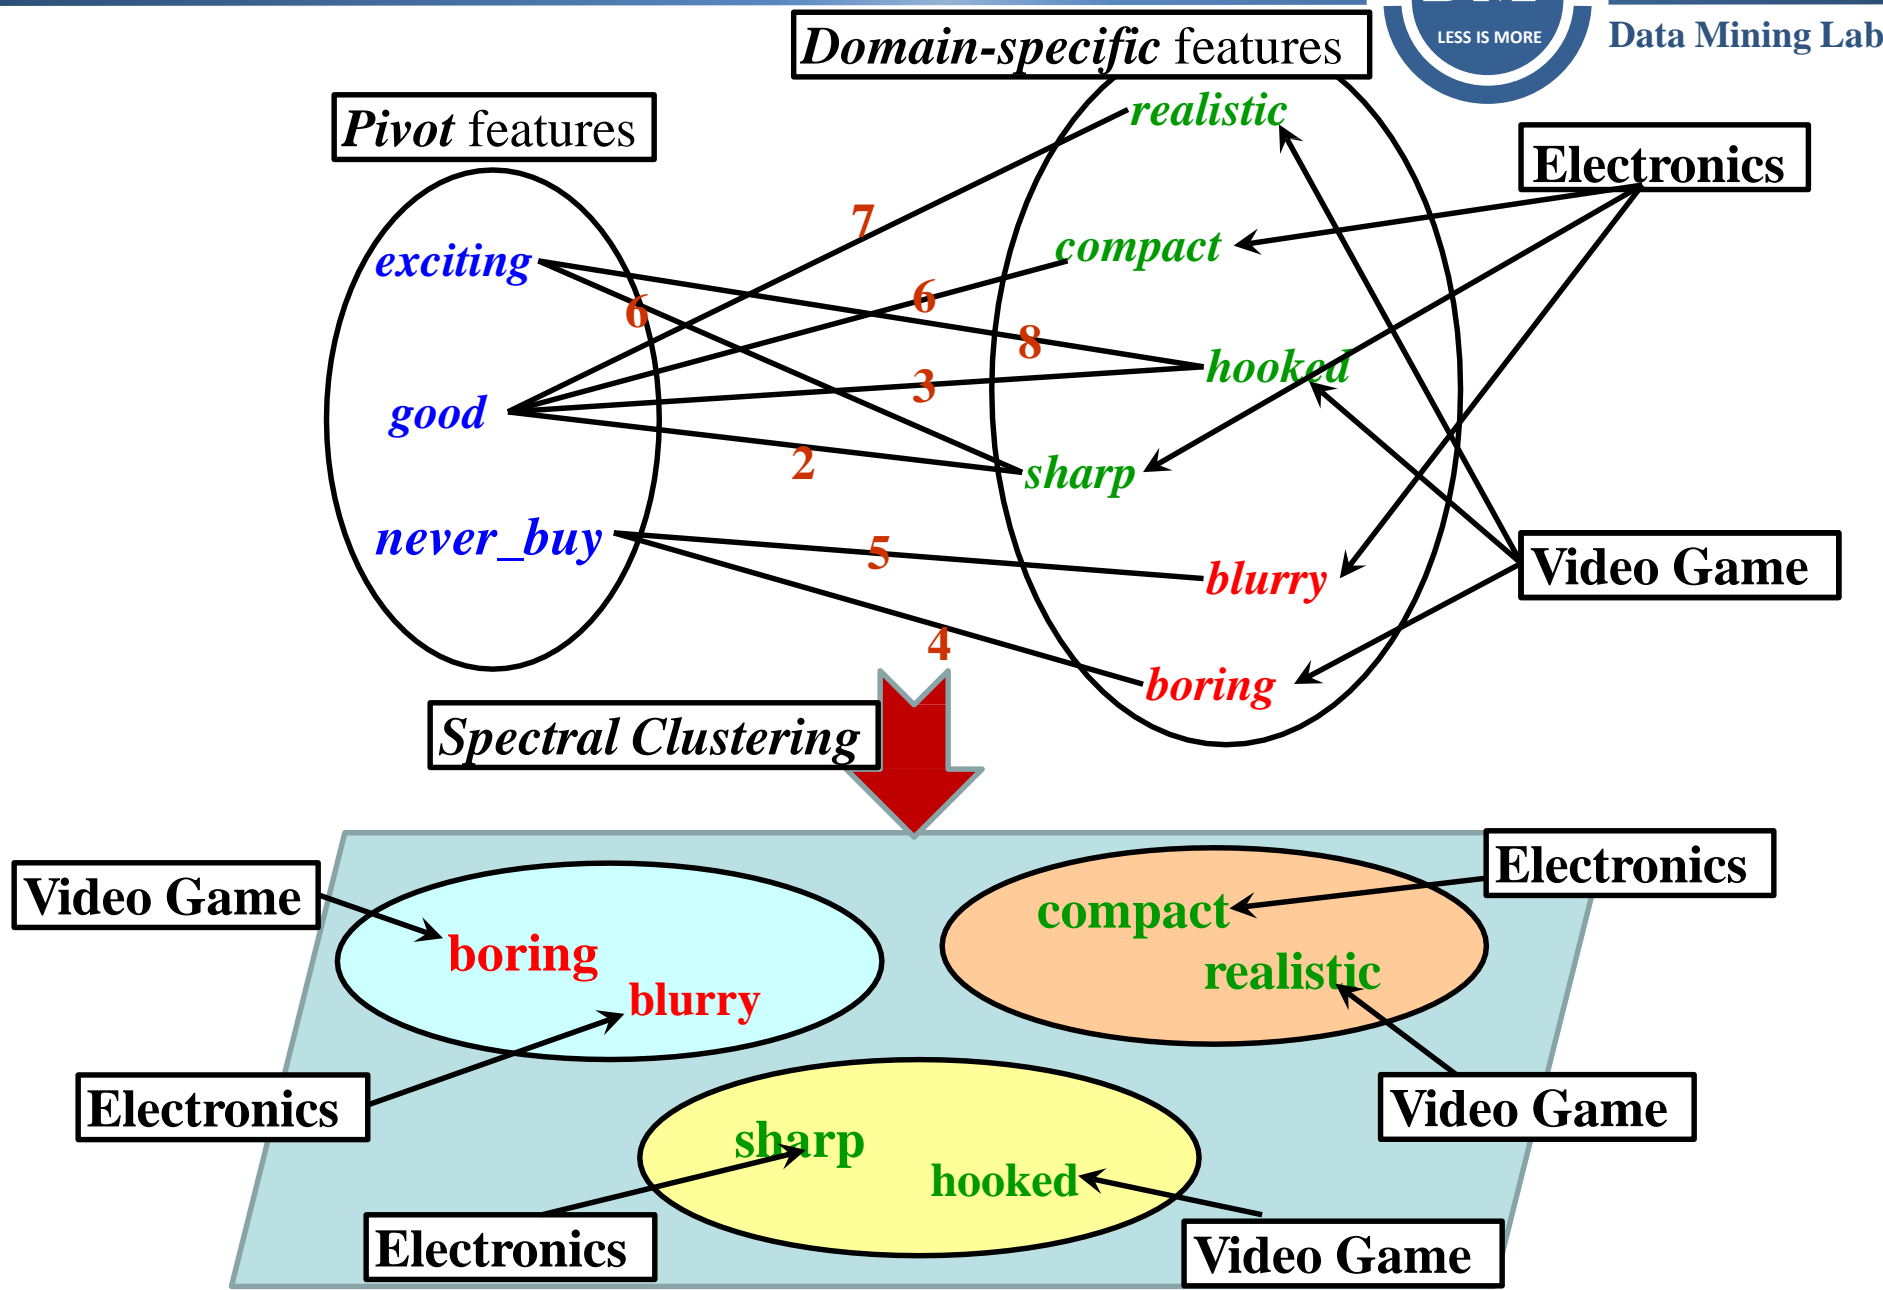 LESS IS MORE
Data Mining Lab
Domain-specific features
Pivot features
realistic
Electronics
7
compact
exciting
6
6
8
hooked
3
good
2
sharp
never_buy
5
blurry
Video Game
4
boring
Spectral Clustering
Electronics
Video Game
compact
boring
realistic
blurry
Electronics
Video Game
sharp
hooked
Electronics
Video Game